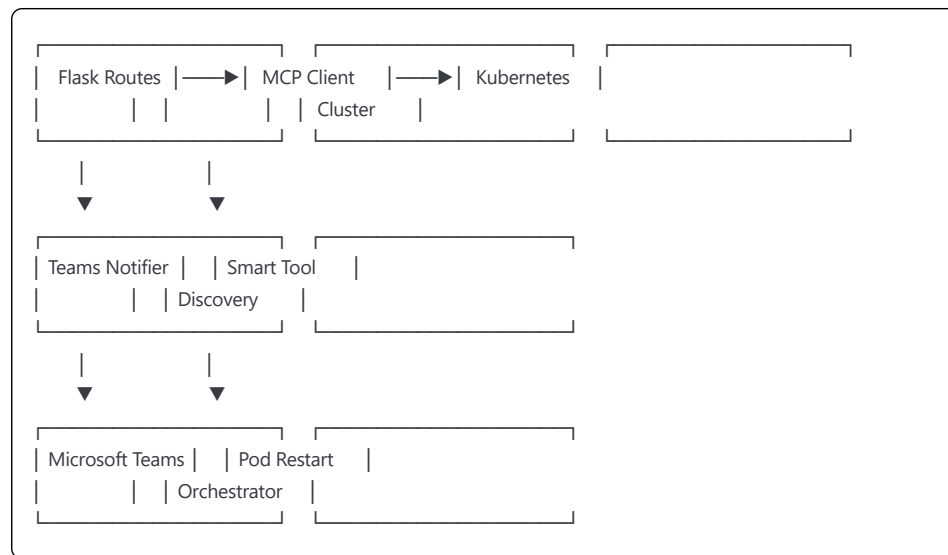 Flask Routes MCP Client Kubernetes
Cluster
Teams Notifier Smart Tool
Discovery
Microsoft Teams Pod Restart
Orchestrator